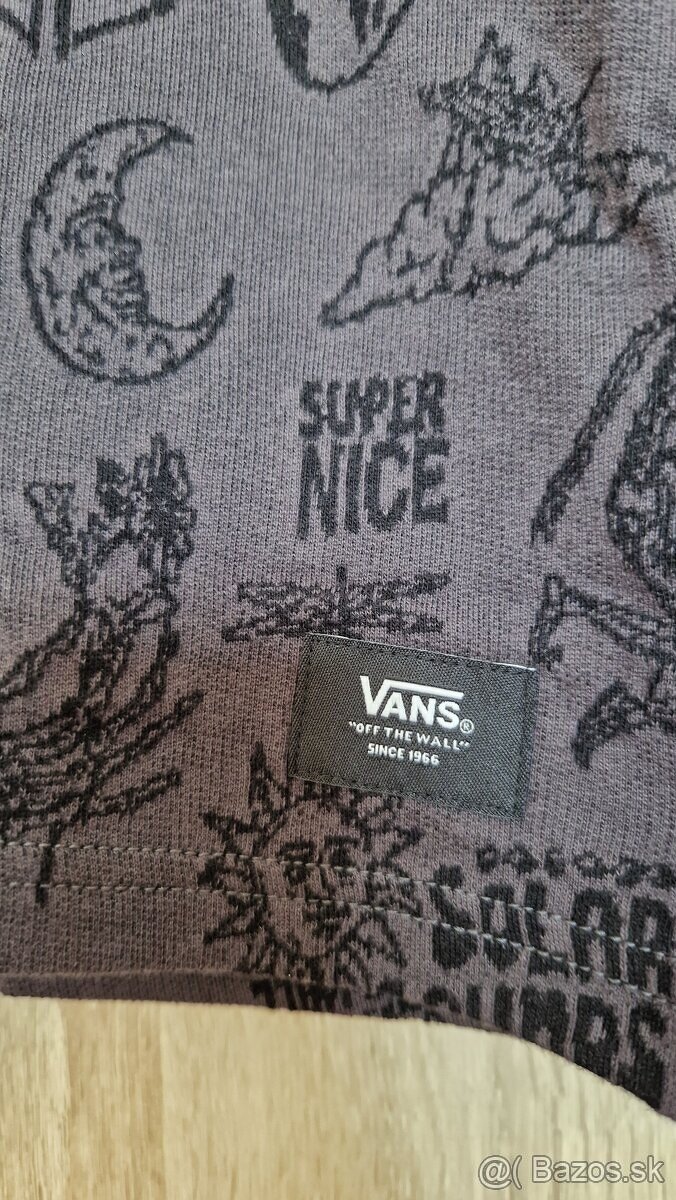 SUPER
NICE
VANS®
"OFF THE WALL"
SINCE 1966
SOLAR
@( Bazos.sk